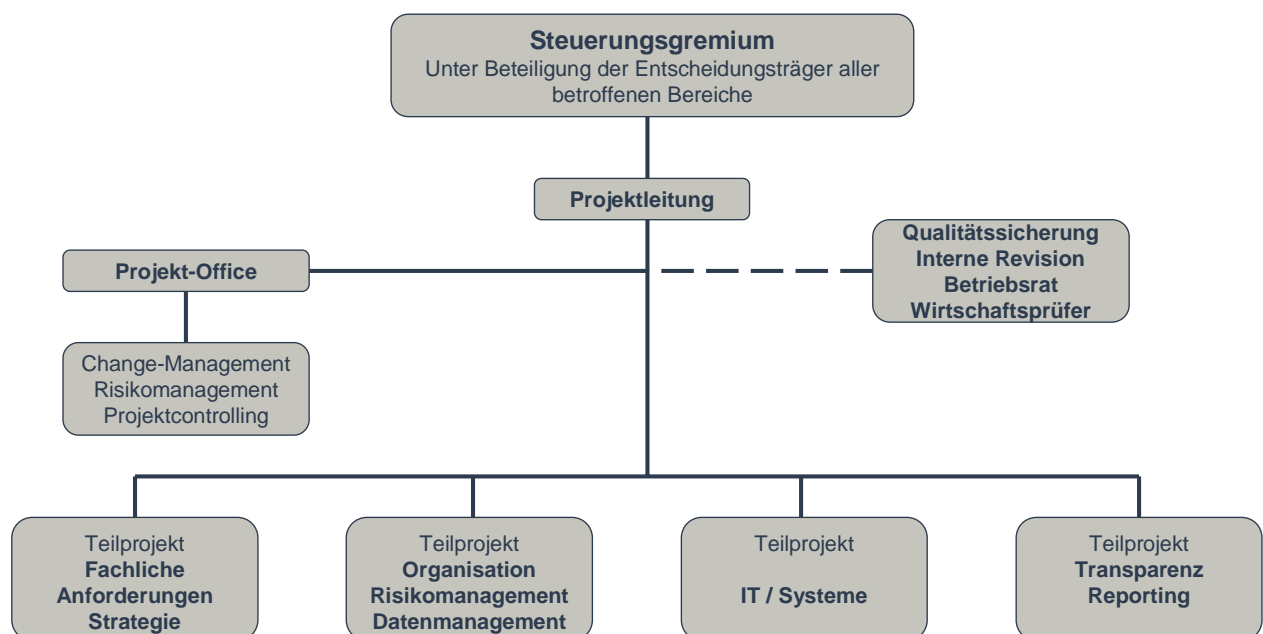 Steuerungsgremium
Unter Beteiligung der Entscheidungsträger aller
betroffenen Bereiche
Projektleitung
Qualitätssicherung
Interne Revision
Betriebsrat
Wirtschaftsprüfer
Projekt-Office
Change-Management
Risikomanagement
Projektcontrolling
Teilprojekt
Fachliche
Anforderungen
Strategie
Teilprojekt
Organisation
Risikomanagement
Datenmanagement
Teilprojekt
IT / Systeme
Teilprojekt
Transparenz
Reporting